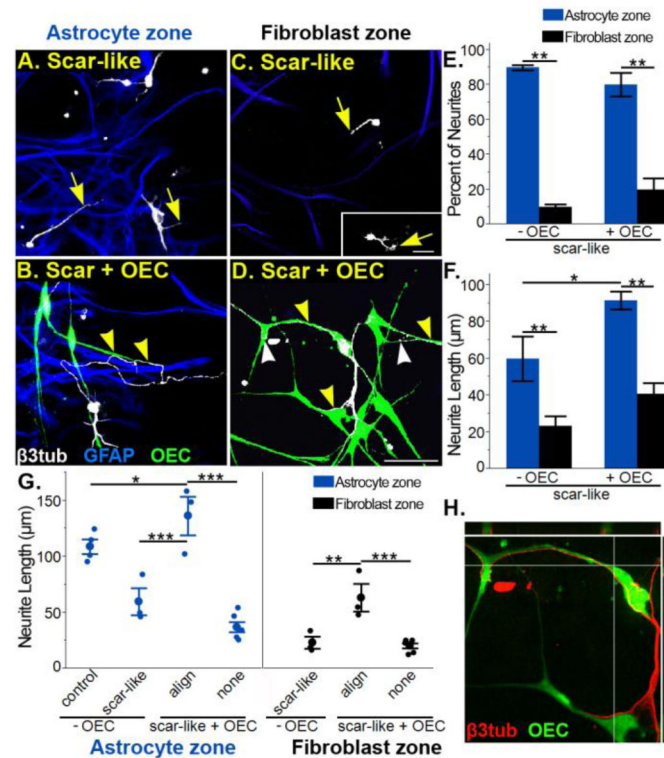 Astrocyte zone
Fibroblast zone
A. Scar-like
C. Scar-like
B. Scar + OEC
D. Scar + OEC
β3tub GFAP OEC
Astrocyte zone
Fibroblast zone
E.
Percent of Neurites
100
80
60
40
20
0
**
**
- OEC
+ OEC
scar-like
F.
Neurite Length (µm)
100
80
60
40
20
0
*
**
**
- OEC
+ OEC
scar-like
G.
Astrocyte zone
Fibroblast zone
Neurite Length (µm)
150
100
50
0
*
***
***
**
***
control
scar-like
align
none
scar-like
align
none
- OEC
scar-like + OEC
- OEC
scar-like + OEC
Astrocyte zone
Fibroblast zone
H.
β3tub OEC